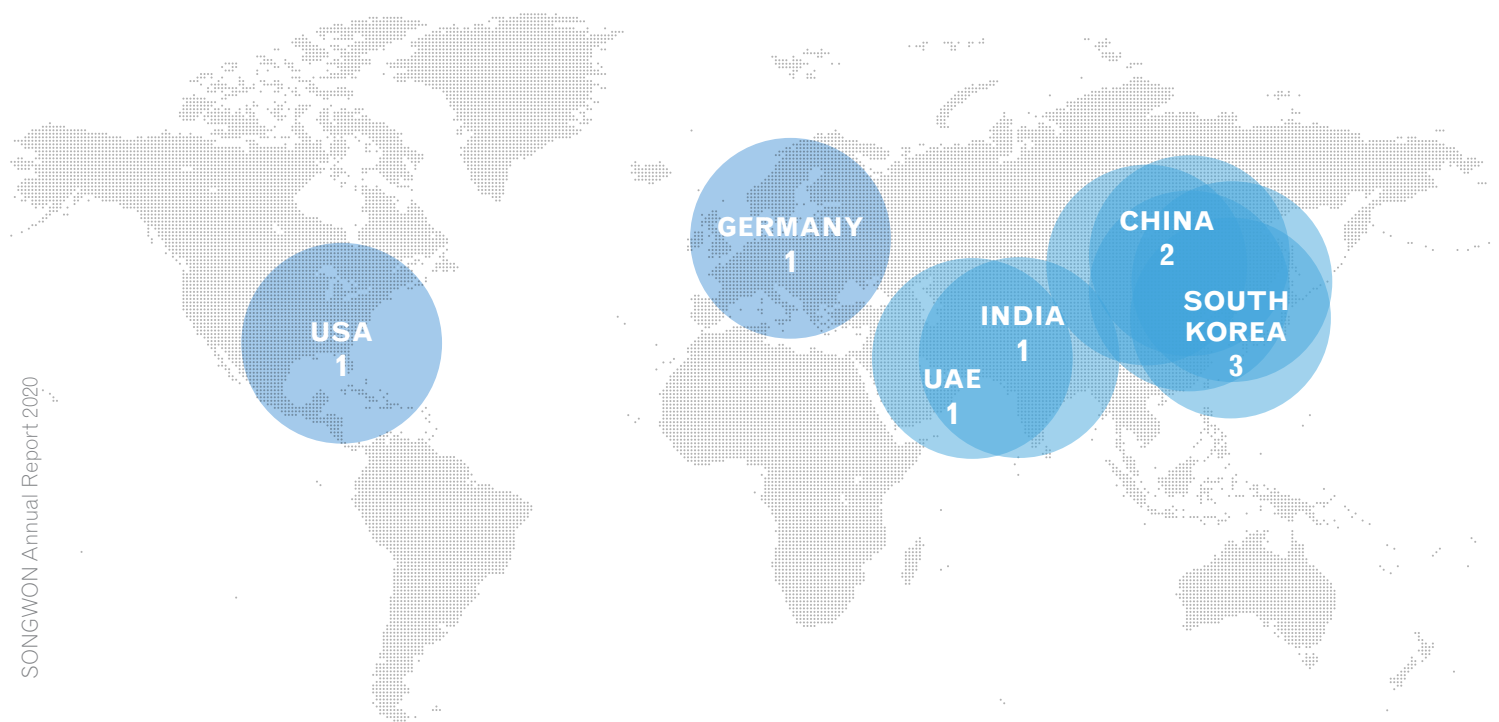 GERMANY
1
CHINA
2
USA
1
INDIA
1
SOUTH
KOREA
3
UAE
1
SONGWON Annual Report 2020